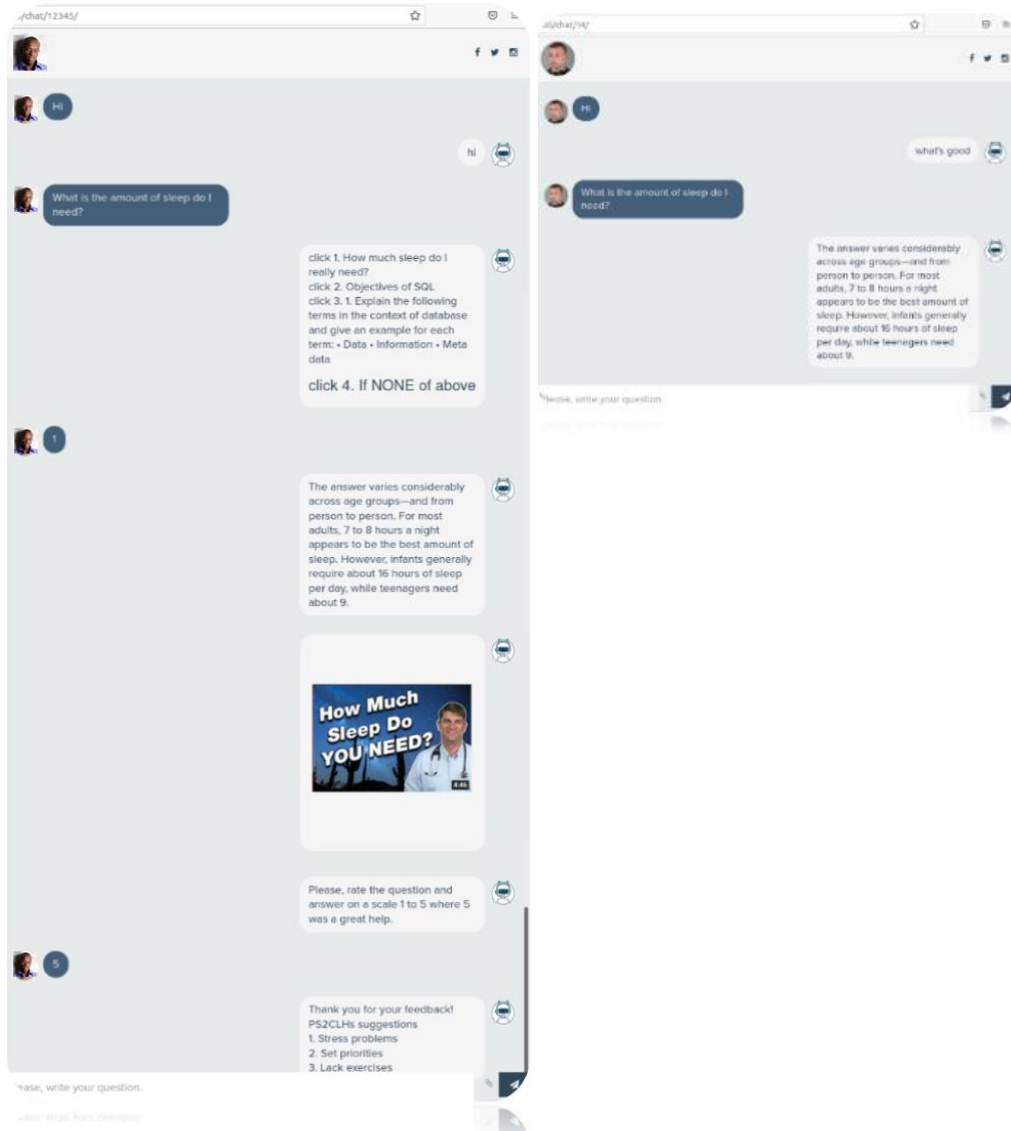 ./chat/12345/
Hi
hi
What is the amount of sleep do I
need?
click 1. How much sleep do I
really need?
click 2. Objectives of SQL
click 3. 1. Explain the following
terms in the context of database
and give an example for each
term: • Data • Information • Meta
data
click 4. If NONE of above
1
The answer varies considerably
across age groups—and from
person to person. For most
adults, 7 to 8 hours a night
appears to be the best amount of
sleep. However, infants generally
require about 16 hours of sleep
per day, while teenagers need
about 9.
How Much
Sleep Do
YOU NEED?
Please, rate the question and
answer on a scale 1 to 5 where 5
was a great help.
5
Thank you for your feedback!
PS2CLHs suggestions
1. Stress problems
2. Set priorities
3. Lack exercises
ease, write your question.
/chat/14/
Hi
what's good
What is the amount of sleep do I
need?
The answer varies considerably
across age groups—and from
person to person. For most
adults, 7 to 8 hours a night
appears to be the best amount of
sleep. However, infants generally
require about 16 hours of sleep
per day, while teenagers need
about 9.
Please, write your question.